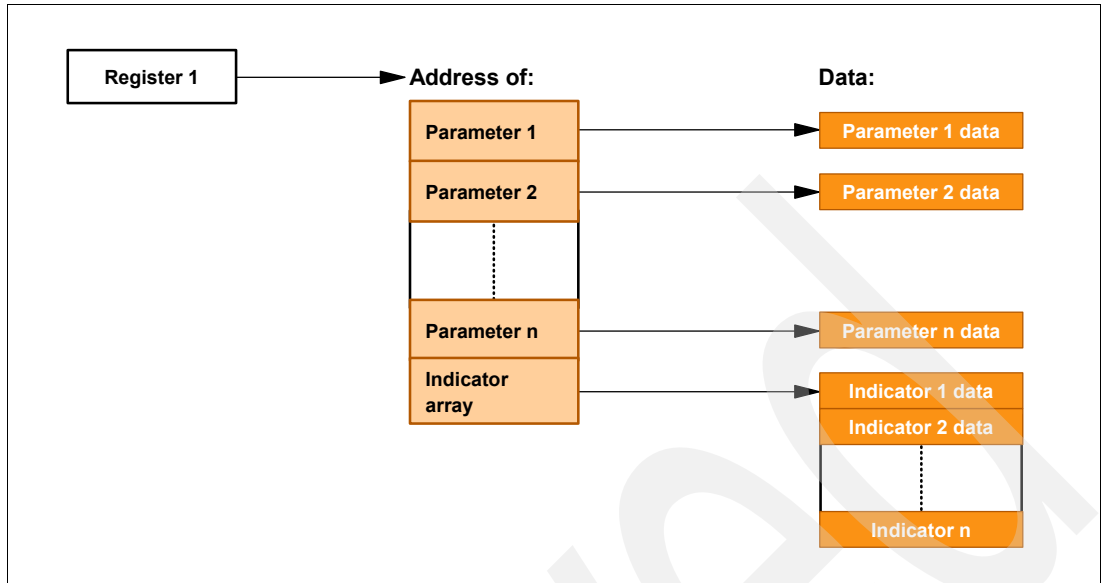 Register 1
Address of:
Data:
Parameter 1
Parameter 1 data
Parameter 2
Parameter 2 data
Parameter n
Parameter n data
Indicator
array
Indicator 1 data
Indicator 2 data
Indicator n